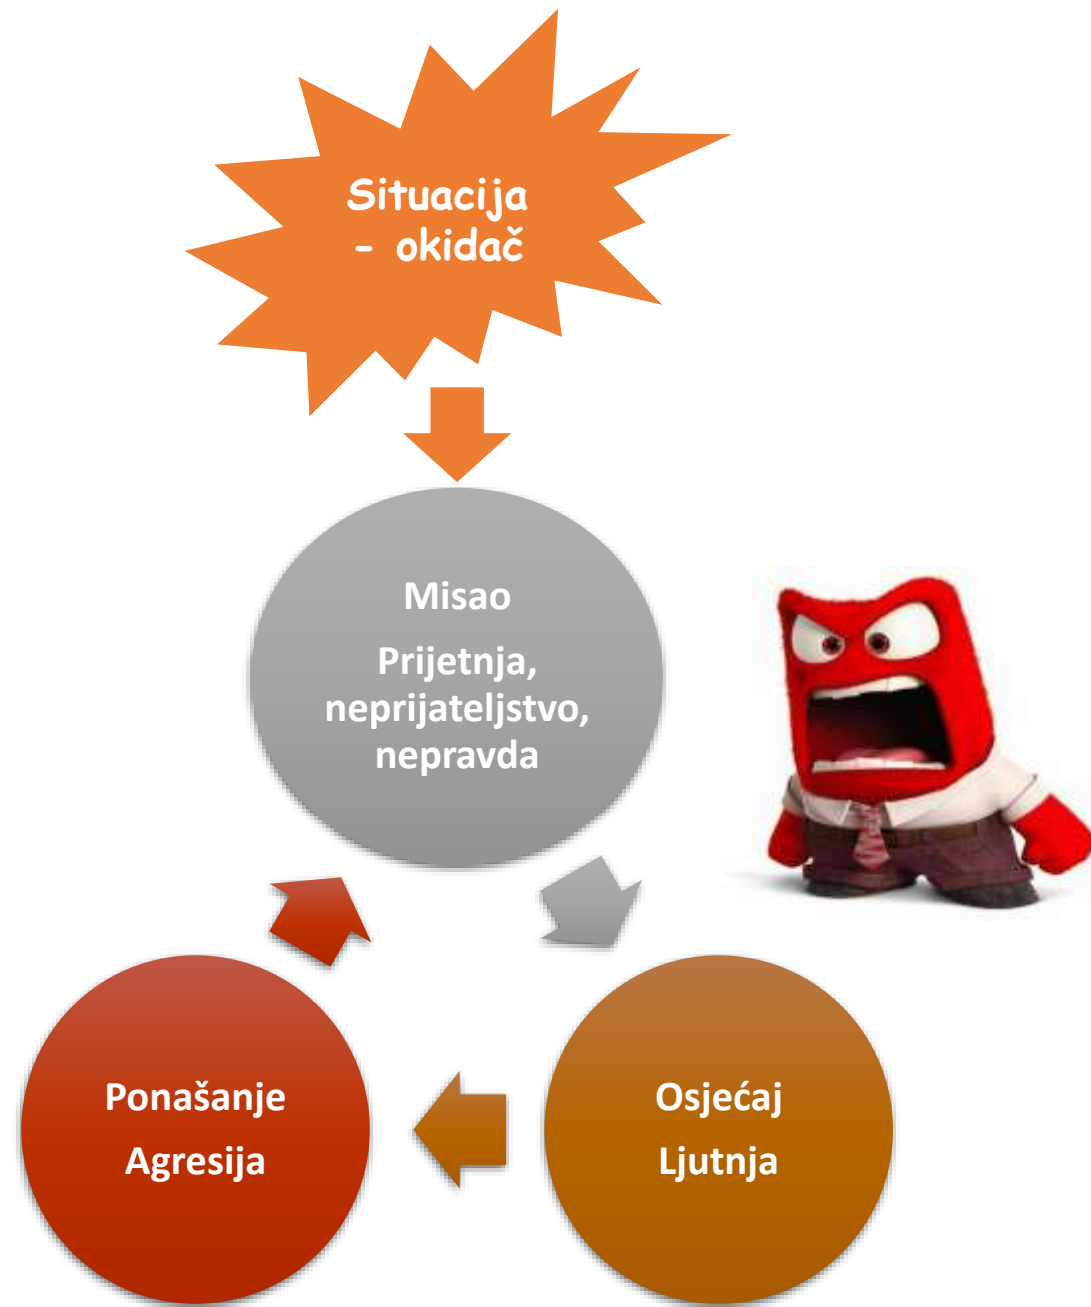 Situacija
- okidač
Misao
Prijetnja,
neprijateljstvo,
nepravda
Ponašanje
Agresija
Osjećaj
Ljutnja